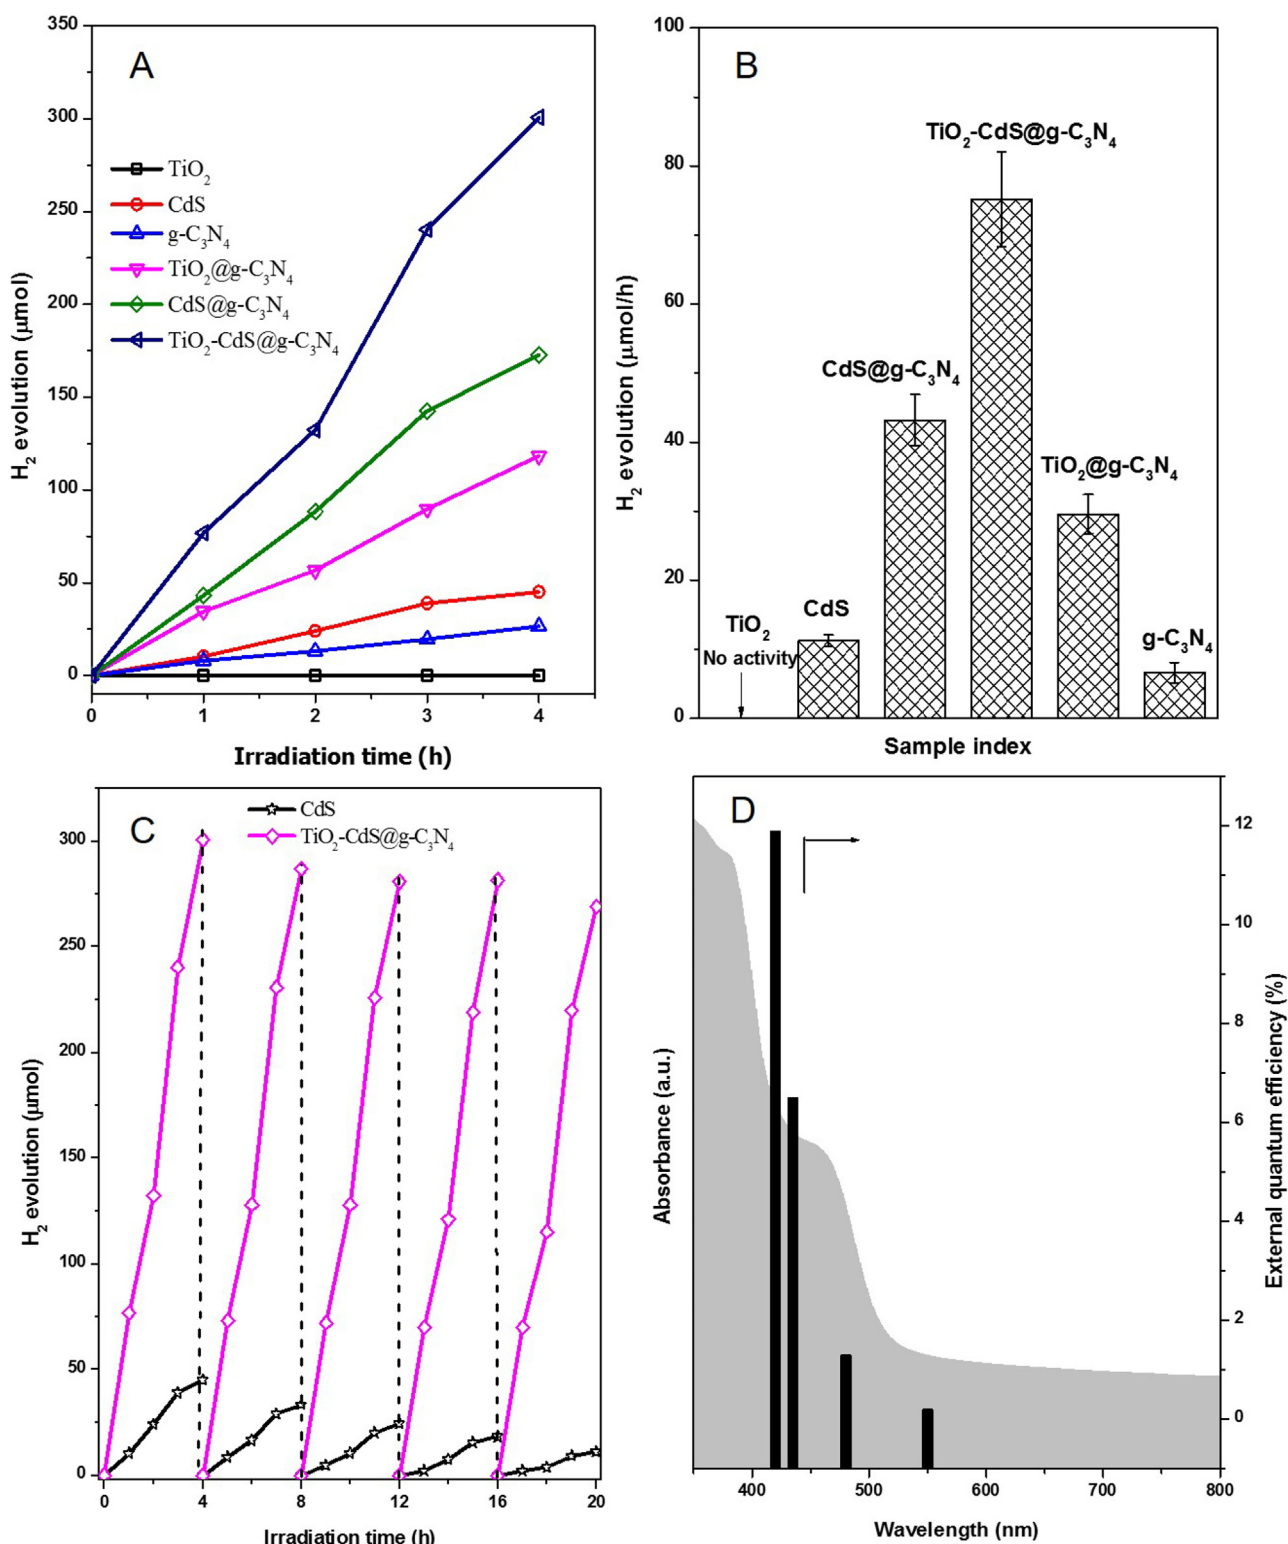 A
H2 evolution (μmol)
350
300
250
200
150
100
50
0
TiO2
CdS
g-C3N4
TiO2@g-C3N4
CdS@g-C3N4
TiO2-CdS@g-C3N4
0 1 2 3 4
Irradiation time (h)
B
H2 evolution (μmol/h)
100
80
60
40
20
0
TiO2
No activity
CdS
CdS@g-C3N4
TiO2-CdS@g-C3N4
TiO2@g-C3N4
g-C3N4
Sample index
C
H2 evolution (μmol)
300
250
200
150
100
50
0
CdS
TiO2-CdS@g-C3N4
0 4 8 12 16 20
Irradiation time (h)
D
Absorbance (a.u.)
12
10
8
6
4
2
0
External quantum efficiency (%)
400 500 600 700 800
Wavelength (nm)